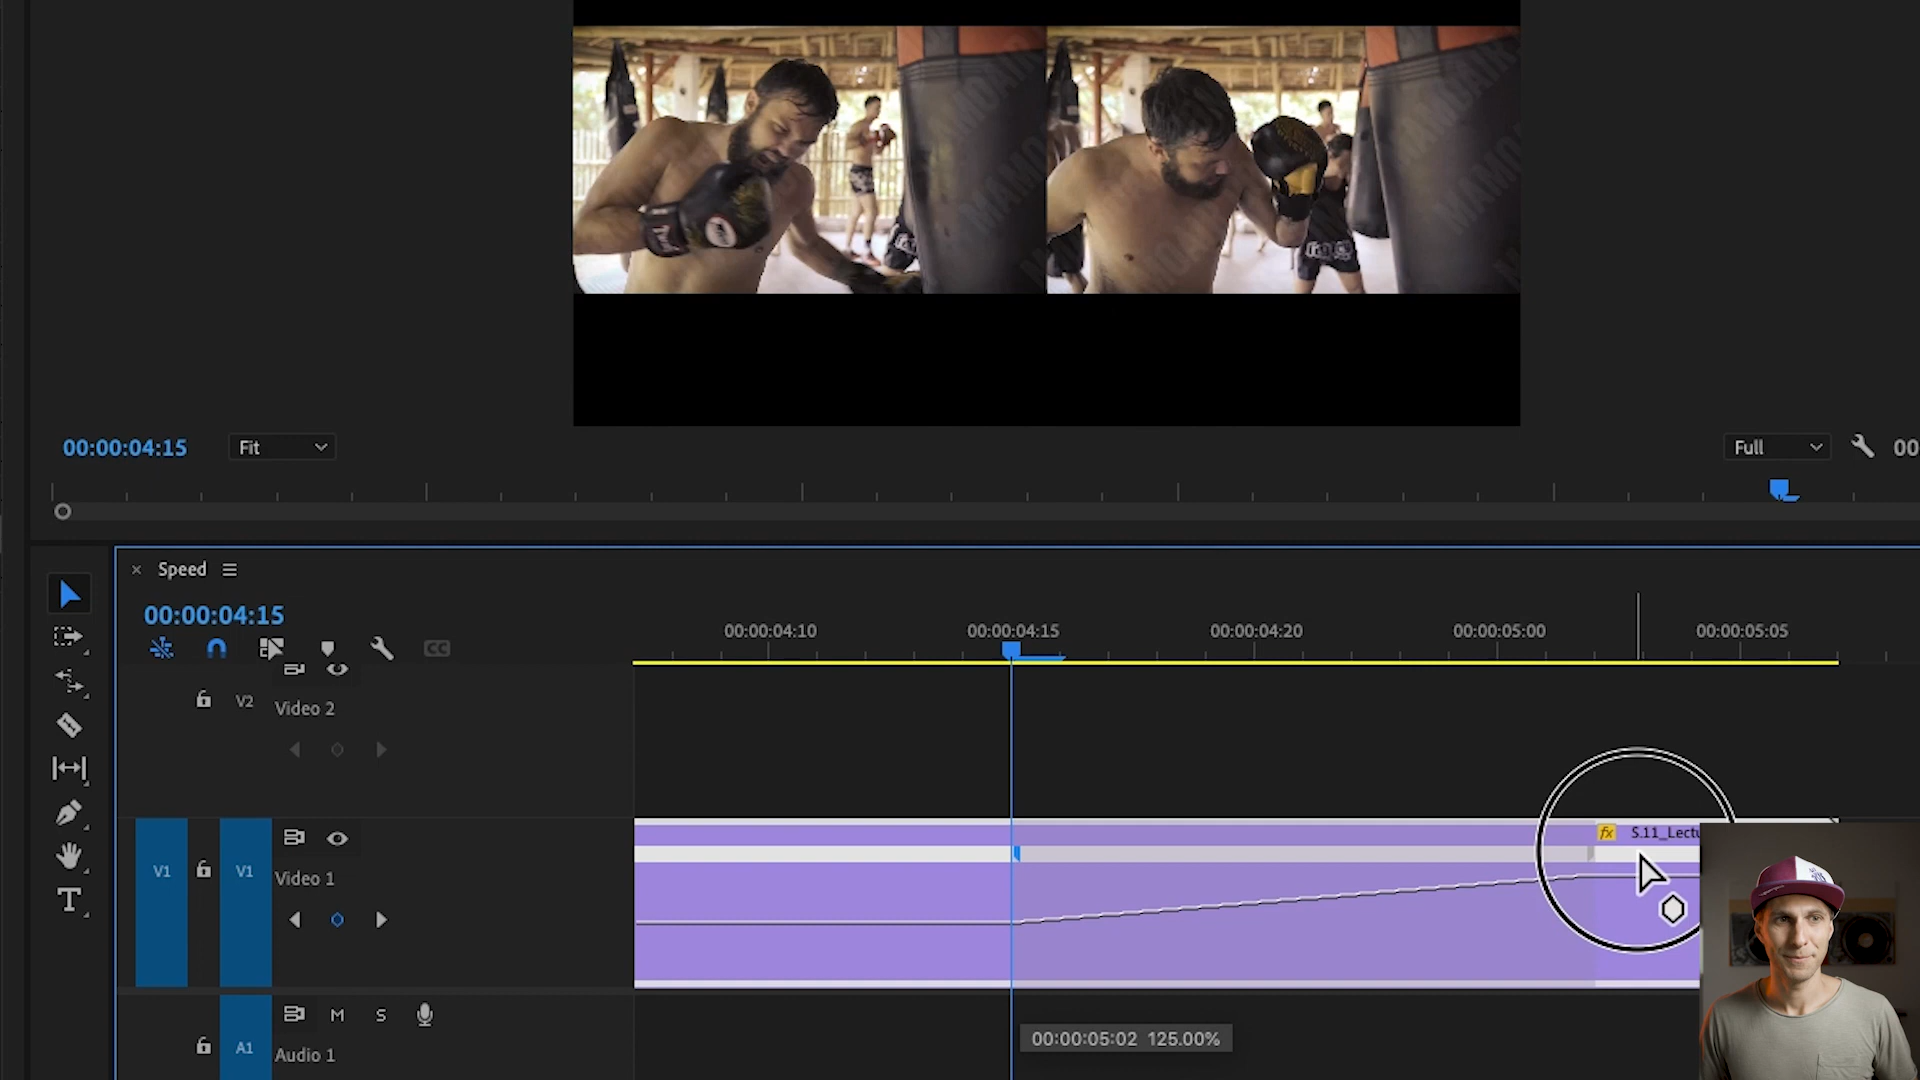 00:00:04:15
Fit
Full
00
Speed
00:00:04:15
00:00:04:10
00:00:04:15
00:00:04:20
00:00:05:00
00:00:05:05
CC
V2
Video 2
fx S.11_Lectu
V1
V1
Video 1
M
S
A1
Audio 1
00:00:05:02 125.00%